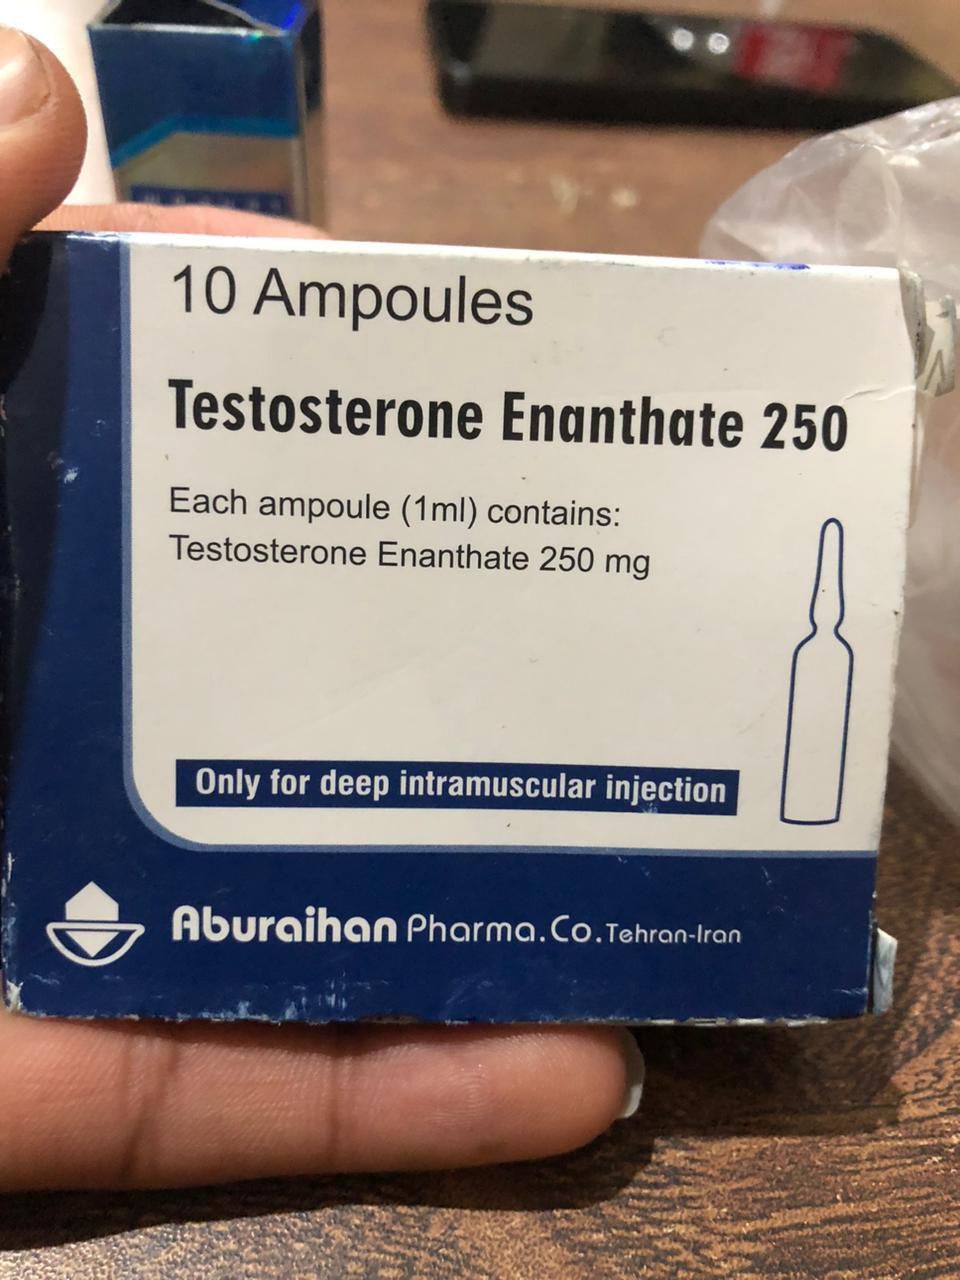 10 Ampoules
Testosterone Enanthate 250
Each ampoule (1ml) contains:
Testosterone Enanthate 250 mg
Only for deep intramuscular injection
Aburaihan Pharma.Co.Tehran-Iran